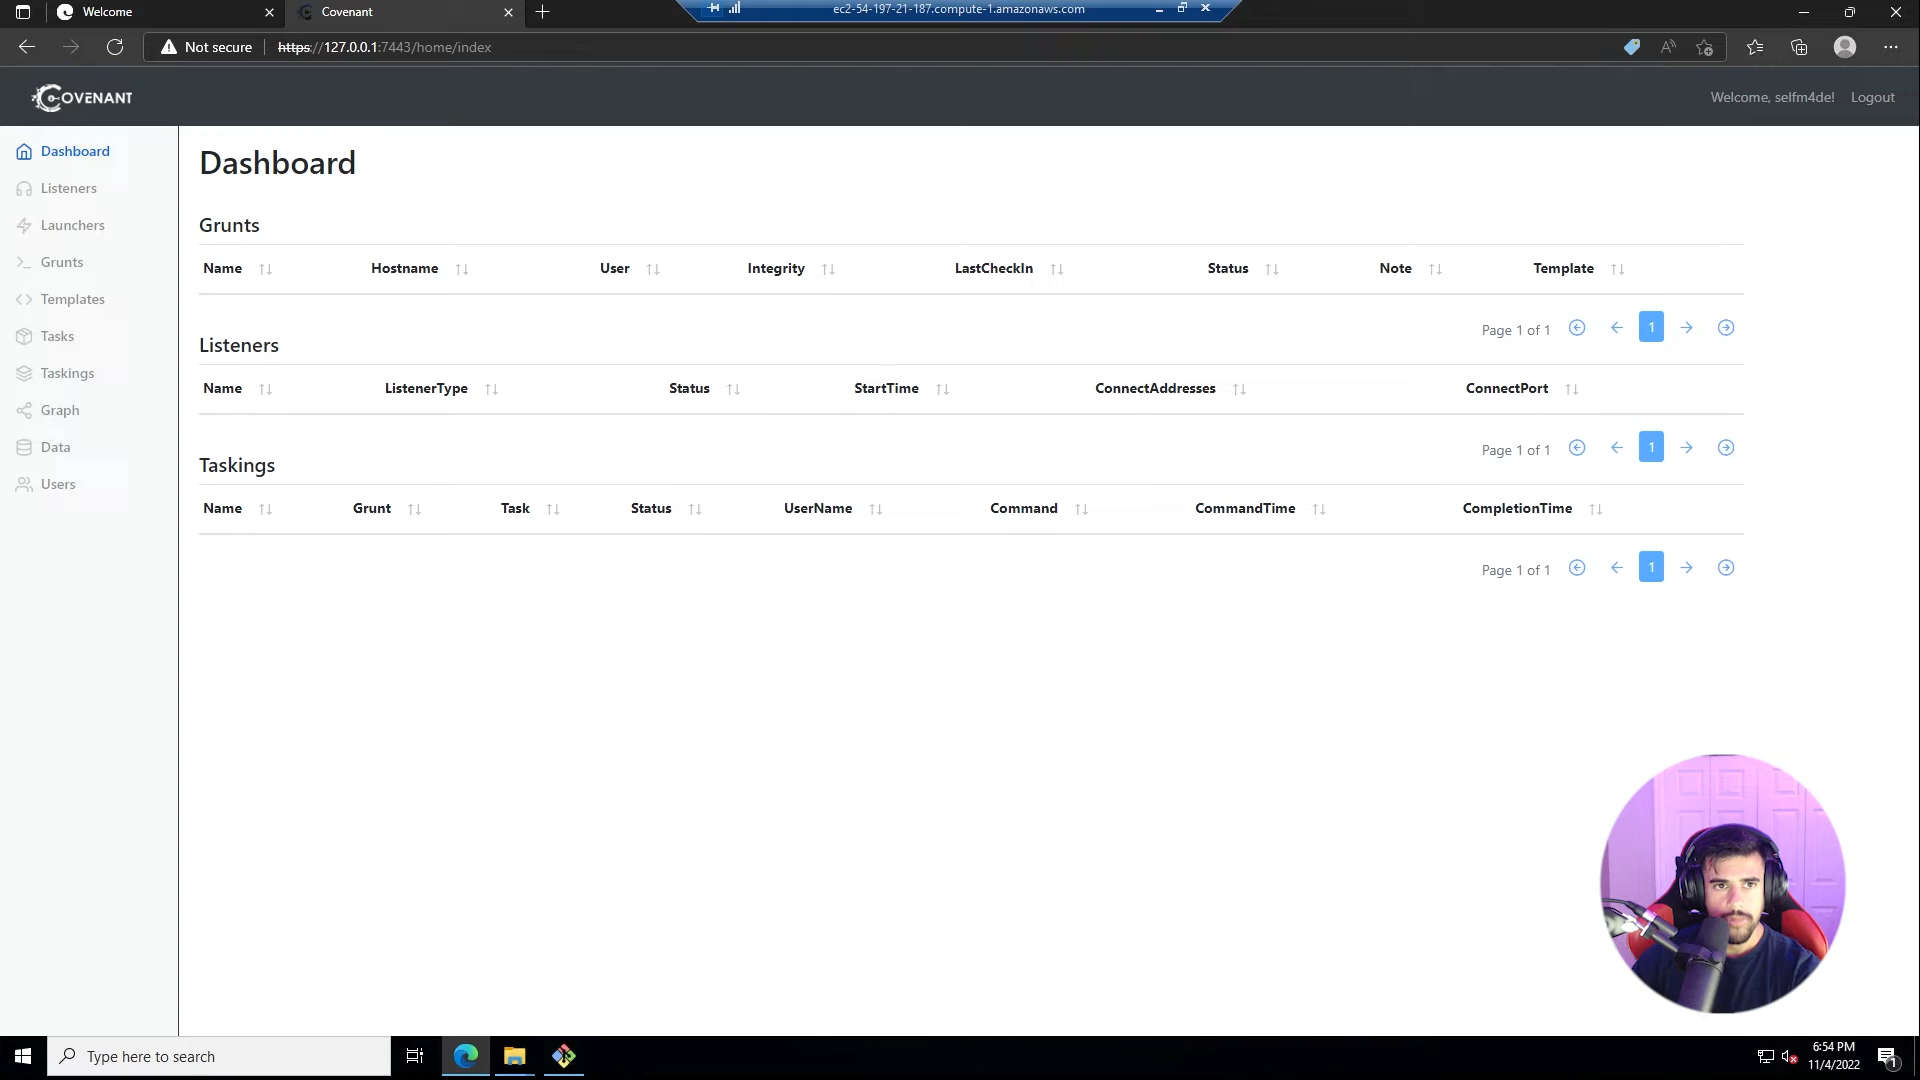 Welcome
Covenant
ec2-54-197-21-187.compute-1.amazonaws.com
Not secure
https://127.0.0.1:7443/home/index
COVENANT
Welcome, selfm4de!
Logout
Dashboard
Listeners
Launchers
Grunts
Templates
Tasks
Taskings
Graph
Data
Users
Dashboard
Grunts
Name Hostname User Integrity LastCheckIn Status Note Template
Page 1 of 1 1
Listeners
Name ListenerType Status StartTime ConnectAddresses ConnectPort
Page 1 of 1 1
Taskings
Name Grunt Task Status UserName Command CommandTime CompletionTime
Page 1 of 1 1
Type here to search
6:54 PM
11/4/2022
1